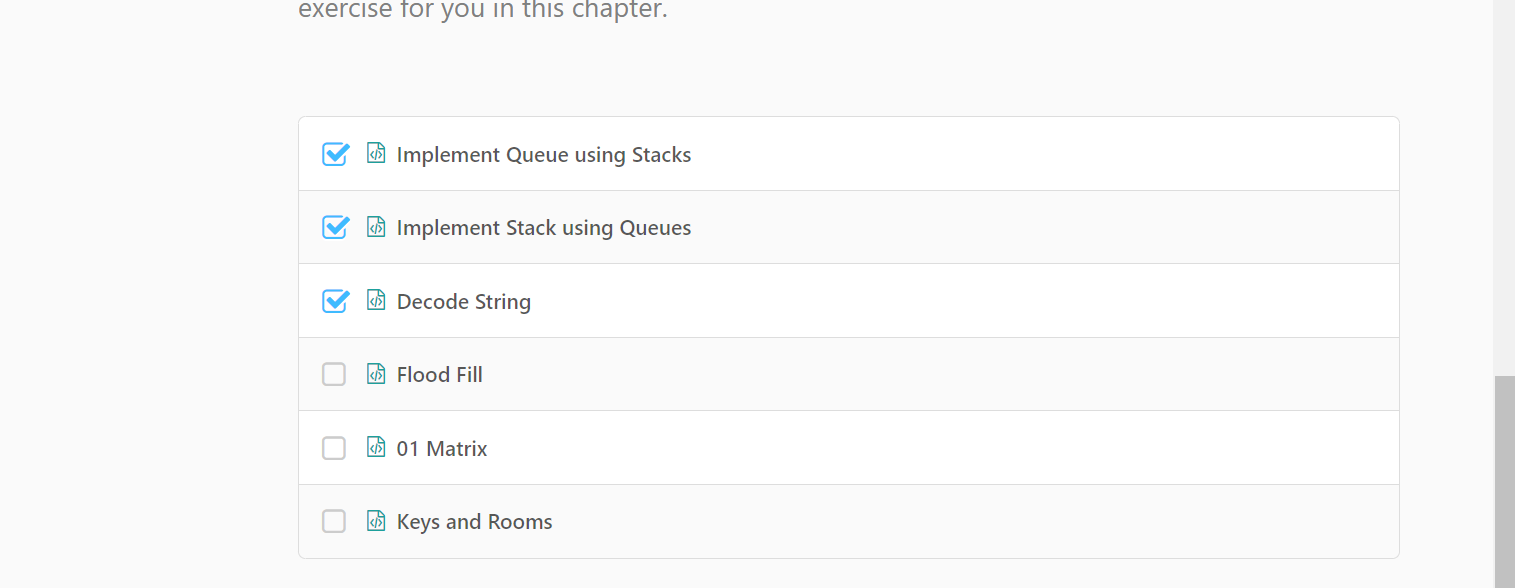 exercise for you in this chapter.
Implement Queue using Stacks
Implement Stack using Queues
Decode String
Flood Fill
01 Matrix
Keys and Rooms